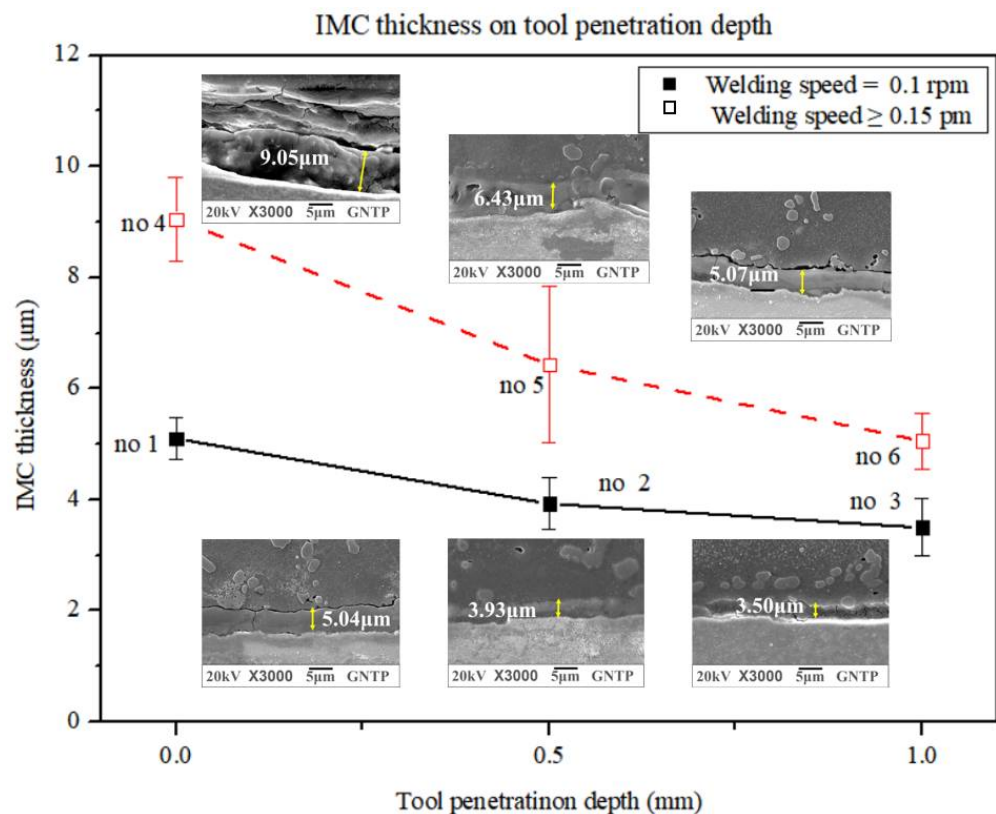 IMC thickness on tool penetration depth
12
10
8
6
4
2
0
IMC thickness (μm)
Welding speed = 0.1 rpm
Welding speed ≥ 0.15 pm
9.05μm
20kV X3000 5μm GNTP
6.43μm
20kV X3000 5μm GNTP
5.07μm
20kV X3000 5μm GNTP
no 4
no 5
no 6
no 1
no 2
no 3
5.04μm
20kV X3000 5μm GNTP
3.93μm
20kV X3000 5μm GNTP
3.50μm
20kV X3000 5μm GNTP
0.0
0.5
1.0
Tool penetratinon depth (mm)